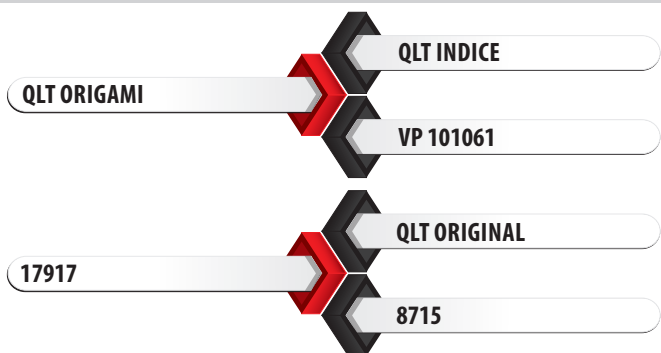 QLT INDICE
QLT ORIGAMI
VP 101061
QLT ORIGINAL
17917
8715